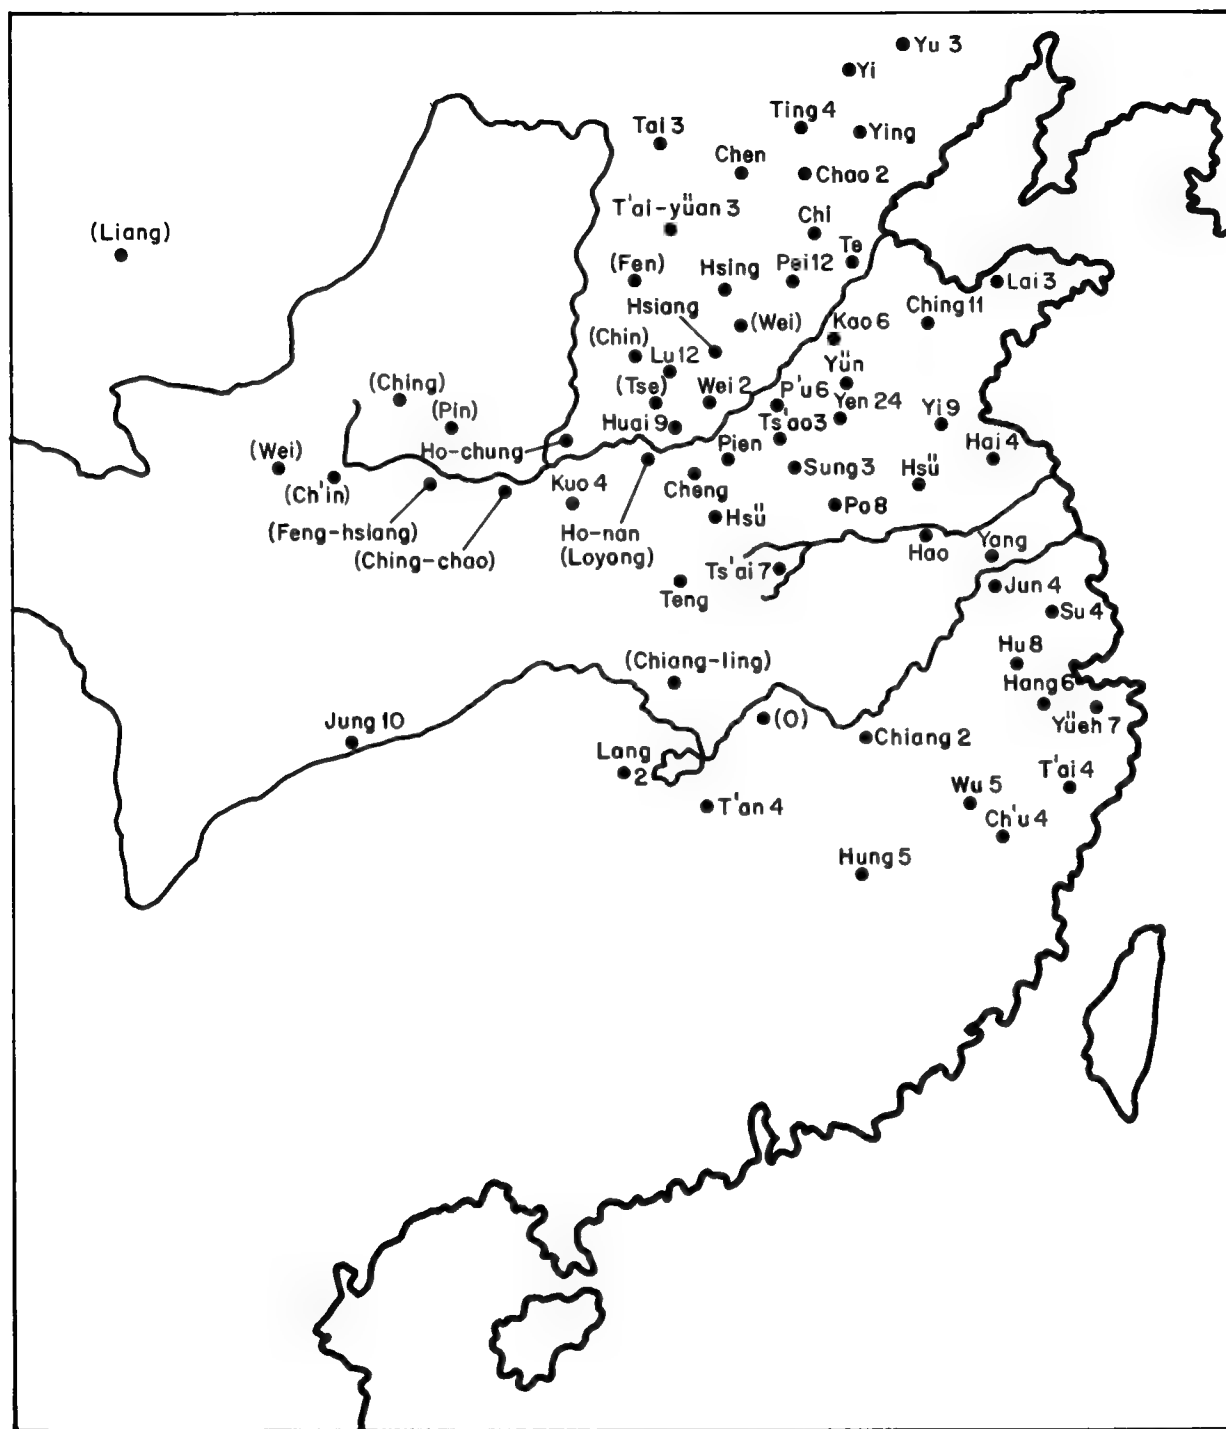 Yu 3
Yi
Ting 4
Ying
Tai 3
Chen
Chao 2
T'ai-yüan 3
Chi
(Liang)
Te
(Fen)
Hsing
Pei 12
Lai 3
Hsiang
(Wei)
Kao 6
Ching 11
(Chin)
Lu 12
Yün
(Ching)
(Tse)
Wei 2
P'u 6
Yen 24
Yi 9
(Pin)
Huai 9
Ts'ao 3
Hai 4
Ho-chung
Pien
(Wei)
Sung 3
Hsü
(Ch'in)
Kuo 4
Cheng
Po 8
(Feng-hsiang)
Ho-nan
(Loyong)
Hsü
(Ching-chao)
Hao
Yang
Ts'ai 7
Teng
Jun 4
Su 4
Hu 8
(Chiang-ling)
Hang 6
Jung 10
(O)
Yüeh 7
Chiang 2
Lang
2
T'ai 4
T'an 4
Wu 5
Ch'u 4
Hung 5